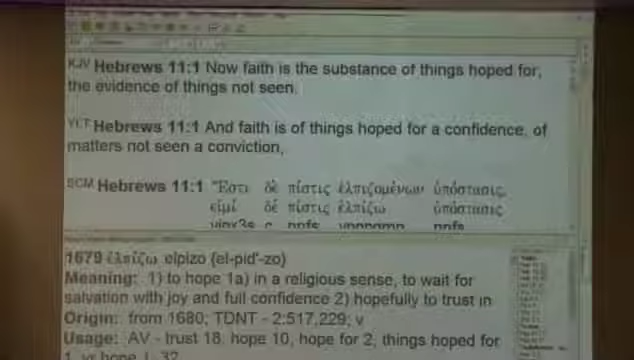 KJV Hebrews 11:1 Now faith is the substance of things hoped for,
the evidence of things not seen.
YLT Hebrews 11:1 And faith is of things hoped for a confidence, of
matters not seen a conviction,
Hebrews 11:1 Ἔστι δὲ πίστις ἐλπιζομένων ὑπόστασις,
εἰμί δέ πίστις ἐλπίζω ὑπόστασις
1679 ἐλπίζω elpizo {el-pid'-zo}
Meaning: 1) to hope 1a) in a religious sense, to wait for
salvation with joy and full confidence 2) hopefully to trust in
Origin: from 1680; TDNT - 2:517,229; v
Usage: AV - trust 18, hope 10, hope for 2, things hoped for